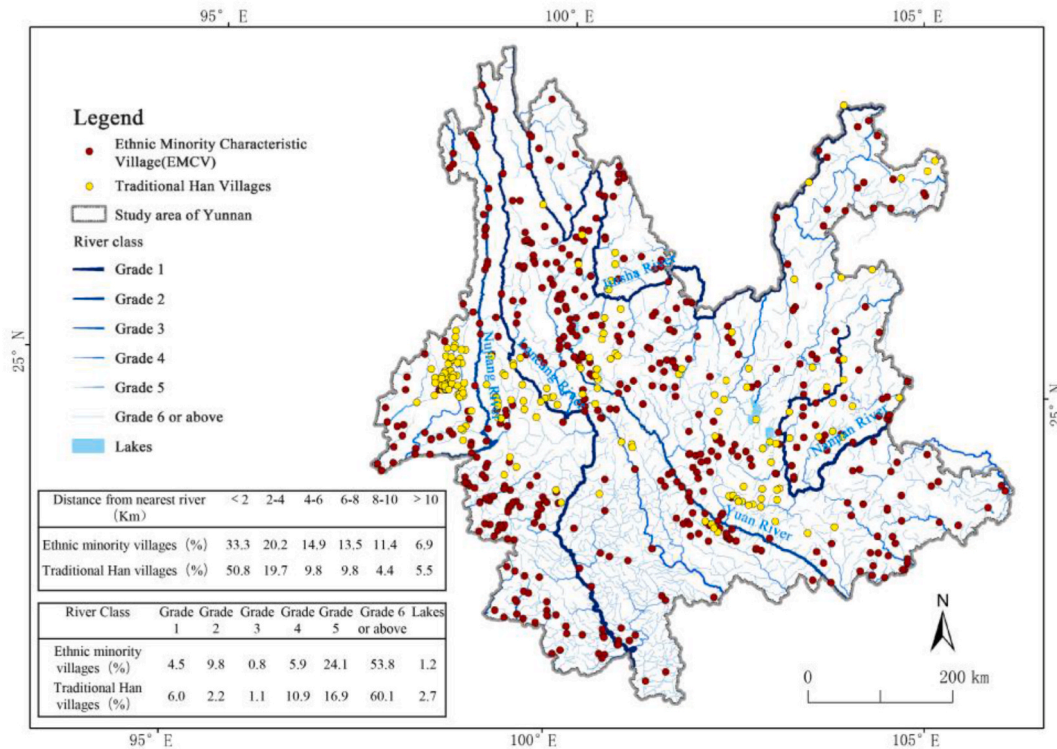 95° E 100° E 105° E
Legend
Ethnic Minority Characteristic
Village(EMCV)
Traditional Han Villages
Study area of Yunnan
River class
Grade 1
Grade 2
Grade 3
Grade 4
Grade 5
Grade 6 or above
Lakes
25° N
25° N
Jinsha River
Nujiang River
Lancang River
Nanpan River
Yuan River
Distance from nearest river (Km) < 2 2-4 4-6 6-8 8-10 > 10
Ethnic minority villages (%) 33.3 20.2 14.9 13.5 11.4 6.9
Traditional Han villages (%) 50.8 19.7 9.8 9.8 4.4 5.5
River Class Grade 1 Grade 2 Grade 3 Grade 4 Grade 5 Grade 6 or above Lakes
Ethnic minority villages (%) 4.5 9.8 0.8 5.9 24.1 53.8 1.2
Traditional Han villages (%) 6.0 2.2 1.1 10.9 16.9 60.1 2.7
N
0 200 km
95° E 100° E 105° E